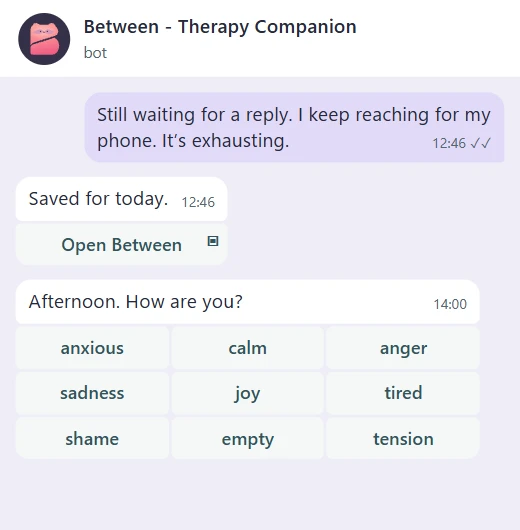 Between - Therapy Companion
bot
Still waiting for a reply. I keep reaching for my
phone. It’s exhausting. 12:46
Saved for today. 12:46
Open Between
Afternoon. How are you? 14:00
anxious calm anger
sadness joy tired
shame empty tension